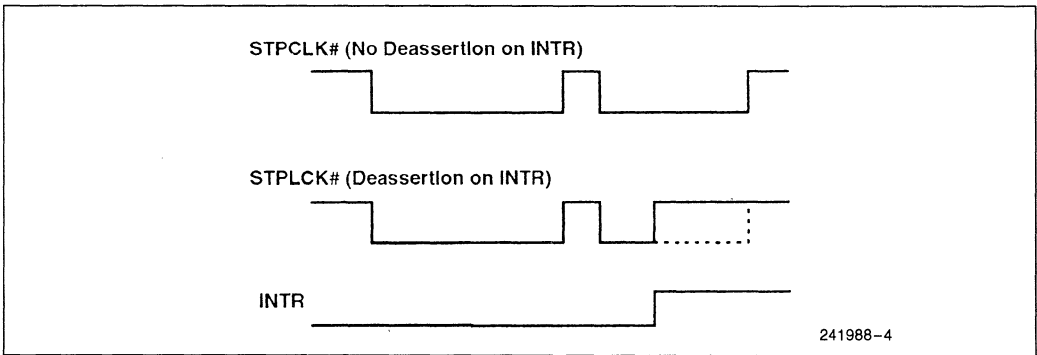 STPCLK# (No Deassertion on INTR)
STPLCK# (Deassertion on INTR)
INTR
241988-4